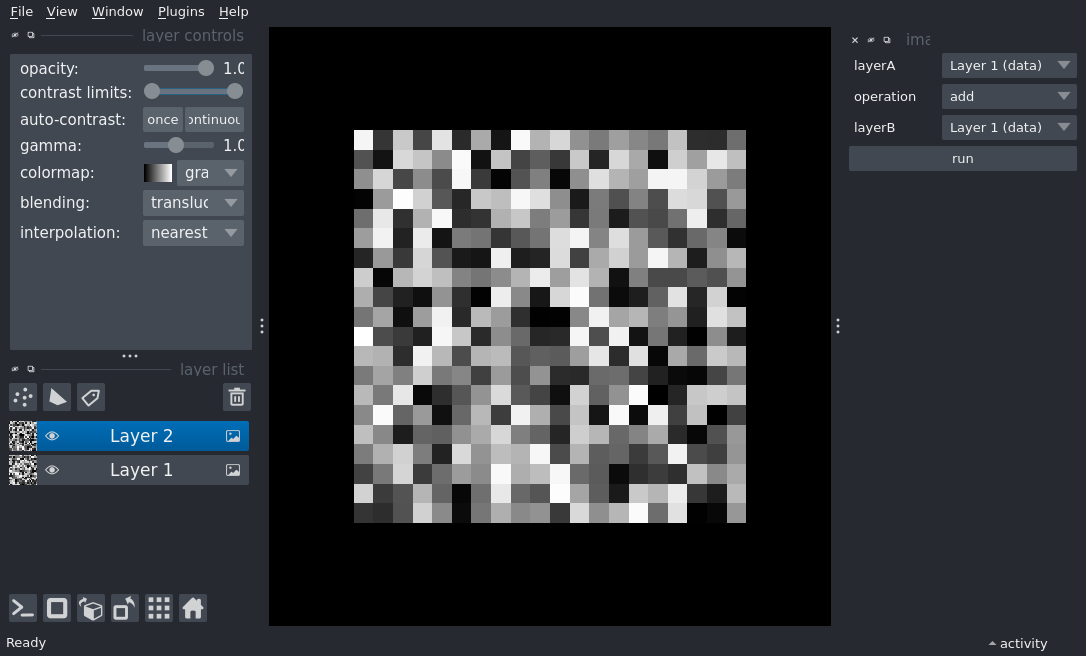 File View Window Plugins Help
layer controls
opacity: 1.0
contrast limits:
auto-contrast: once ontinuou
gamma: 1.0
colormap: gra
blending: transluc
interpolation: nearest
layer list
Layer 2
Layer 1
Ready
ima
layerA Layer 1 (data)
operation add
layerB Layer 1 (data)
run
activity